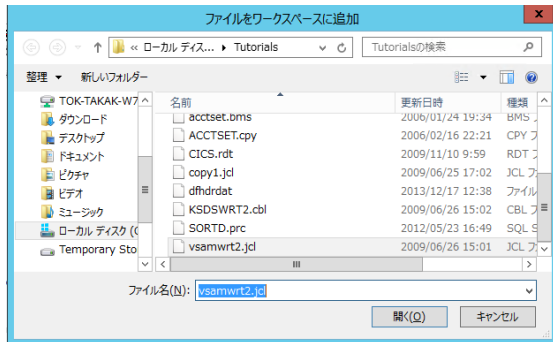 ファイルをワークスペースに追加
x
« ローカル ディス... ▸ Tutorials
Tutorialsの検索
整理 ▼ 新しいフォルダー
TOK-TAKAK-W7
ダウンロード
デスクトップ
ドキュメント
ピクチャ
ビデオ
ミュージック
ローカル ディスク (C
Temporary Sto
名前 更新日時 種類
acctset.bms 2006/01/24 19:34 BMS
ACCTSET.cpy 2006/02/16 22:21 CPY フ
CICS.rdt 2009/11/10 9:59 RDT フ
copy1.jcl 2009/06/25 17:02 JCL フ
dfhdrdat 2013/12/17 12:38 ファイル
KSDSWRT2.cbl 2009/06/26 15:02 CBL フ
SORTD.prc 2012/05/23 16:49 SQL S
vsamwrt2.jcl 2009/06/26 15:01 JCL フ
ファイル名(N): vsamwrt2.jcl
開く(O) キャンセル